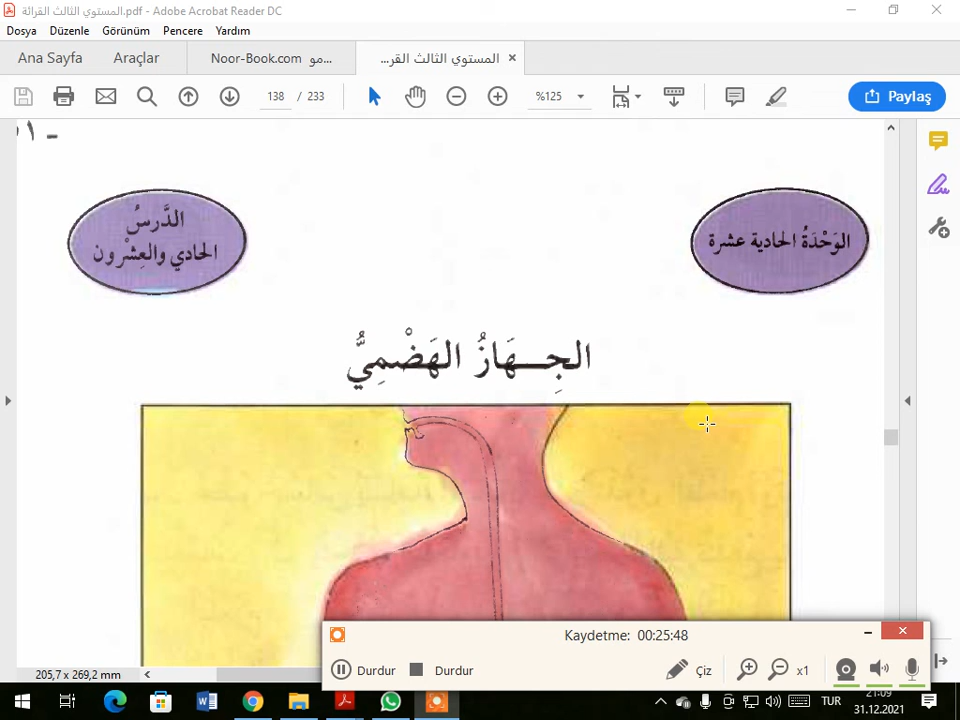 المستوي الثالث القرائة.pdf - Adobe Acrobat Reader DC
Dosya Düzenle Görünüm Pencere Yardım
Ana Sayfa Araçlar Noor-Book.com مو... المستوي الثالث القر...
138 / 233 %125 Paylaş
الوَحْدَةُ الحادية عشرة
الدَّرسُ
الحادي والعِشْرون
الجِهَازُ الهَضْمِيُّ
Kaydetme: 00:25:48
Durdur Durdur Çiz x1
205,7 x 269,2 mm
TUR 21:09
31.12.2021